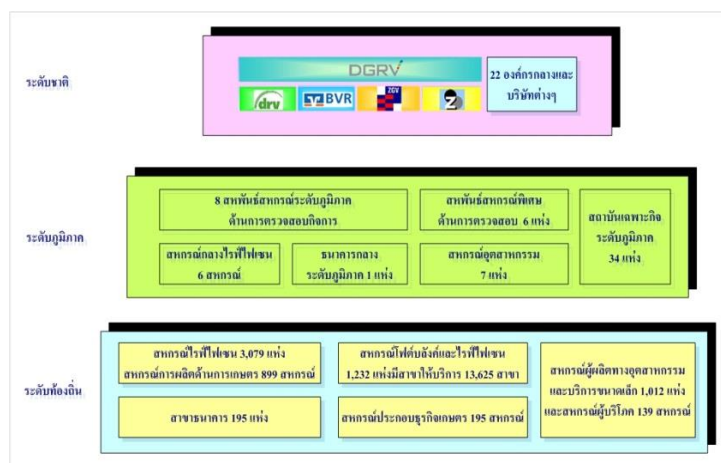 ระดับชาติ
DGRV
drv
BVR
ZGV
22 องค์กรกลางและ
บริษัทต่างๆ
ระดับภูมิภาค
8 สหพันธ์สหกรณ์ระดับภูมิภาค
ด้านการตรวจสอบกิจการ
สหพันธ์สหกรณ์พิเศษ
ด้านการตรวจสอบ 6 แห่ง
สถาบันเฉพาะกิจ
ระดับภูมิภาค
34 แห่ง
สหกรณ์กลางไรฟ์ไฟเซน
6 สหกรณ์
ธนาคารกลาง
ระดับภูมิภาค 1 แห่ง
สหกรณ์อุตสาหกรรม
7 แห่ง
ระดับท้องถิ่น
สหกรณ์ไรฟ์ไฟเซน 3,079 แห่ง
สหกรณ์การผลิตด้านการเกษตร 899 สหกรณ์
สหกรณ์โฟล์บลังค์และไรฟ์ไฟเซน
1,232 แห่งมีสาขาให้บริการ 13,625 สาขา
สหกรณ์ผู้ผลิตทางอุตสาหกรรม
และบริการขนาดเล็ก 1,012 แห่ง
และสหกรณ์ผู้บริโภค 139 สหกรณ์
สาขาธนาคาร 195 แห่ง
สหกรณ์ประกอบธุรกิจเกษตร 195 สหกรณ์